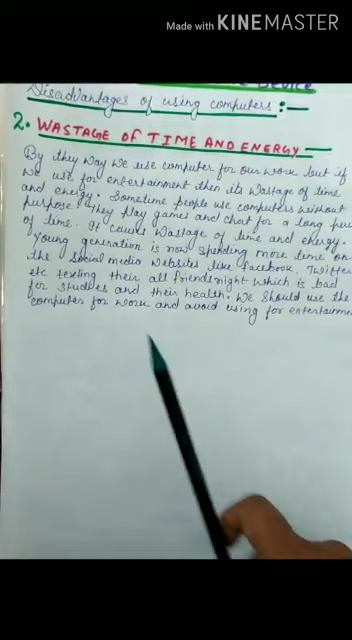 Made with KINEMASTER
Device
Disadvantages of using computers:-
2. WASTAGE OF TIME AND ENERGY
By they way we use computer for our work but if
we use for entertainment then its wastage of time
and energy. Sometime people use computers without
purpose. They play games and chat for a long
of time. It causes wastage of time and energy.
Young generation is now spending more time on
the social media websites like facebook, Twitter
etc texting their all friends night which is bad
for studies and their health. We should use the
computer for work and avoid using for entertainme